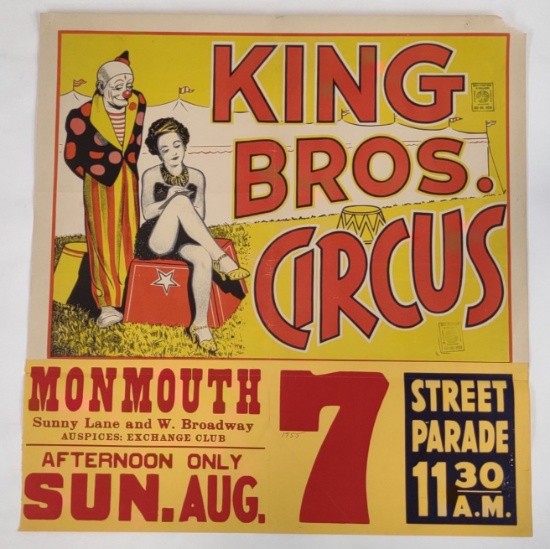 KING
BROS.
CIRCUS
MONMOUTH
Sunny Lane and W. Broadway
AUSPICES: EXCHANGE CLUB
AFTERNOON ONLY
SUN. AUG.
7
1955
STREET
PARADE
11 30 A.M.